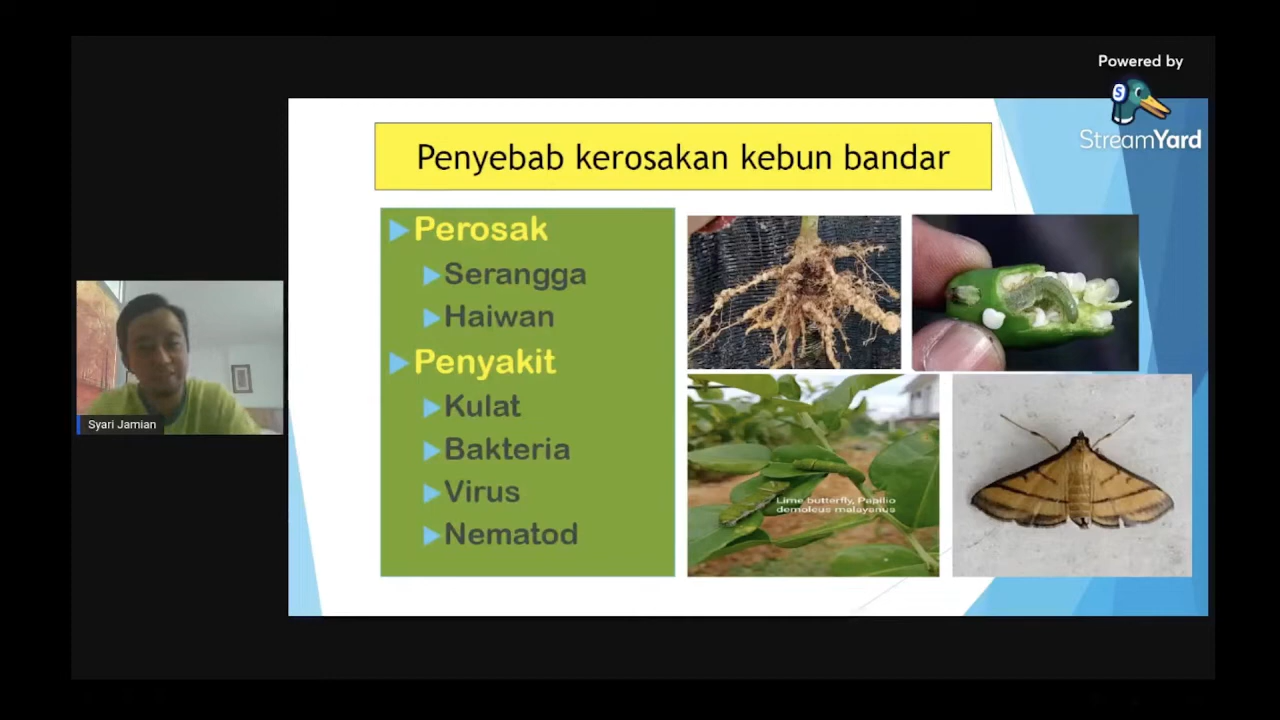 Powered by
StreamYard
Penyebab kerosakan kebun bandar
Perosak
Serangga
Haiwan
Penyakit
Kulat
Bakteria
Virus
Nematod
Lime butterfly, Papilio
demoleus malayanus
Syari Jamian